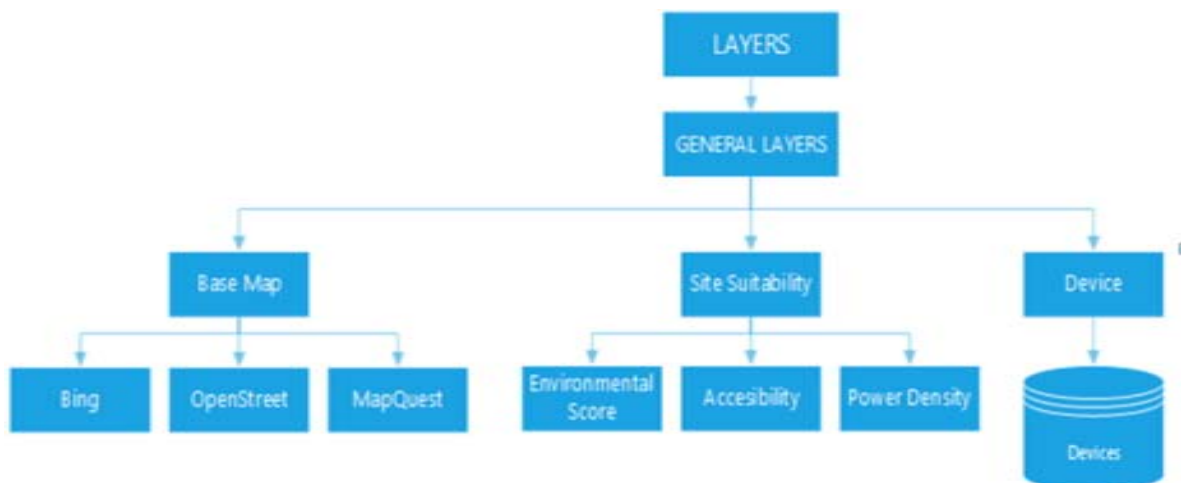 LAYERS
GENERAL LAYERS
Base Map
Site Suitability
Device
Bing
OpenStreet
MapQuest
Environmental
Score
Accesibility
Power Density
Devices